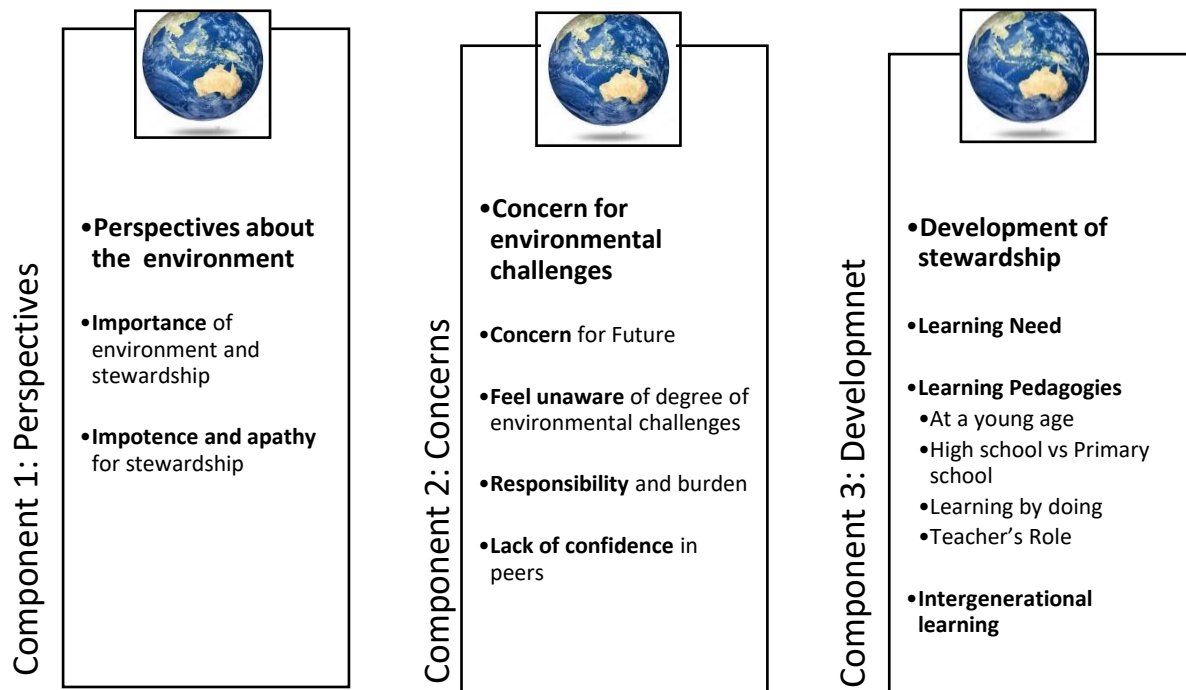 Component 1: Perspectives
•Perspectives about
the environment
•Importance of
environment and
stewardship
•Impotence and apathy
for stewardship
Component 2: Concerns
•Concern for
environmental
challenges
•Concern for Future
•Feel unaware of degree of
environmental challenges
•Responsibility and burden
•Lack of confidence in
peers
Component 3: Developmnet
•Development of
stewardship
•Learning Need
•Learning Pedagogies
•At a young age
•High school vs Primary
school
•Learning by doing
•Teacher’s Role
•Intergenerational
learning